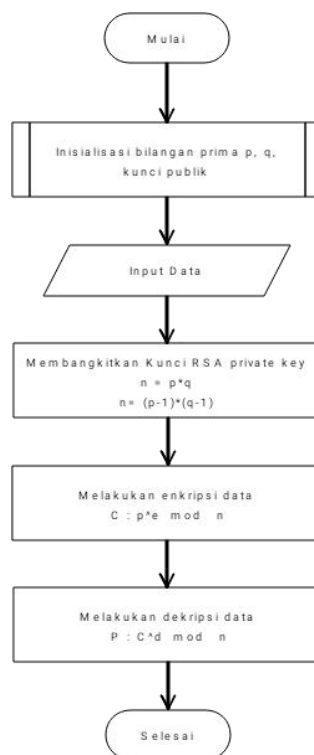 Mulai
Inisialisasi bilangan prima p, q,
kunci publik
Input Data
Membangkitkan Kunci RSA private key
n = p*q
n= (p-1)*(q-1)
Melakukan enkripsi data
C : p^e mod n
Melakukan dekripsi data
P : C^d mod n
Selesai